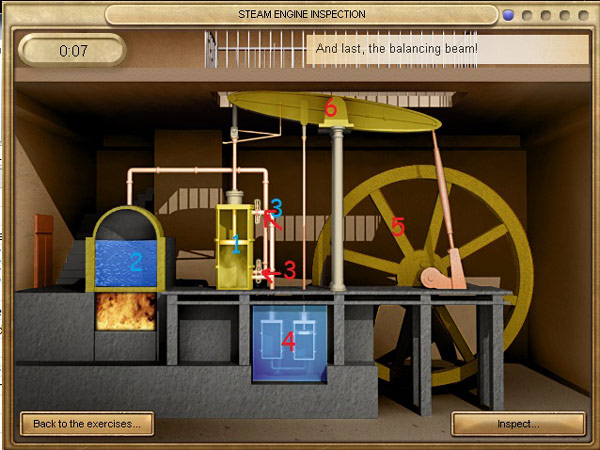 STEAM ENGINE INSPECTION
0:07
And last, the balancing beam!
6
3
5
1
2
3
4
Back to the exercises...
Inspect...